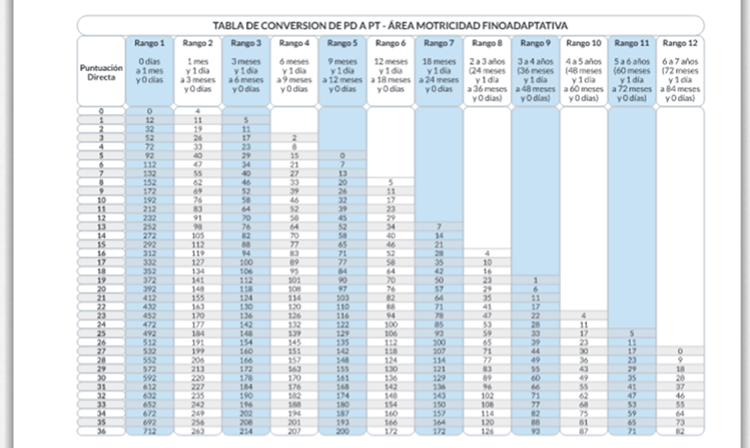 TABLA DE CONVERSION DE PD A PT - ÁREA MOTRICIDAD FINOADAPTATIVA
Rango 1 Rango 2 Rango 3 Rango 4 Rango 5 Rango 6 Rango 7 Rango 8 Rango 9 Rango 10 Rango 11 Rango 12
Puntuación
Directa
0 días
a 1 mes
y 0 días
1 mes
y 1 día
a 3 meses
y 0 días
3 meses
y 1 día
a 6 meses
y 0 días
6 meses
y 1 día
a 9 meses
y 0 días
9 meses
y 1 día
a 12 meses
y 0 días
12 meses
y 1 día
a 18 meses
y 0 días
18 meses
y 1 día
a 24 meses
y 0 días
2 a 3 años
(24 meses
y 1 día
a 36 meses
y 0 días)
3 a 4 años
(36 meses
y 1 día
a 48 meses
y 0 días)
4 a 5 años
(48 meses
y 1 día
a 60 meses
y 0 días)
5 a 6 años
(60 meses
y 1 día
a 72 meses
y 0 días)
6 a 7 años
(72 meses
y 1 día
a 84 meses
y 0 días)
0 0 4
1 12 11 5
2 32 19 11
3 52 26 17 2
4 72 33 23 8
5 92 40 29 15 0
6 112 47 34 21 7
7 132 55 40 27 13
8 152 62 46 33 20 5
9 172 69 52 39 26 11
10 192 76 58 46 32 17
11 212 83 64 52 39 23
12 232 91 70 58 45 29
13 252 98 76 64 52 34 7
14 272 105 82 70 58 40 14
15 292 112 88 77 65 46 21
16 312 119 94 83 71 52 28 4
17 332 127 100 89 77 58 35 10
18 352 134 106 95 84 64 42 16
19 372 141 112 101 90 70 50 23 1
20 392 148 118 108 97 76 57 29 6
21 412 155 124 114 103 82 64 35 11
22 432 163 130 120 110 88 71 41 17
23 452 170 136 126 116 94 78 47 22 4
24 472 177 142 132 122 100 85 53 28 11
25 492 184 148 139 129 106 93 59 33 17 5
26 512 191 154 145 135 112 100 65 39 23 11
27 532 199 160 151 142 118 107 71 44 30 17 0
28 552 206 166 157 148 124 114 77 49 36 23 9
29 572 213 172 163 155 130 121 83 55 43 29 18
30 592 220 178 170 161 136 129 89 60 49 35 28
31 612 227 184 176 168 142 136 96 66 55 41 37
32 632 235 190 182 174 148 143 102 71 62 47 46
33 652 242 196 188 180 154 150 108 77 68 53 55
34 672 249 202 194 187 160 157 114 82 75 59 64
35 692 256 208 201 193 166 164 120 88 81 65 73
36 712 263 214 207 200 172 172 126 93 87 71 82